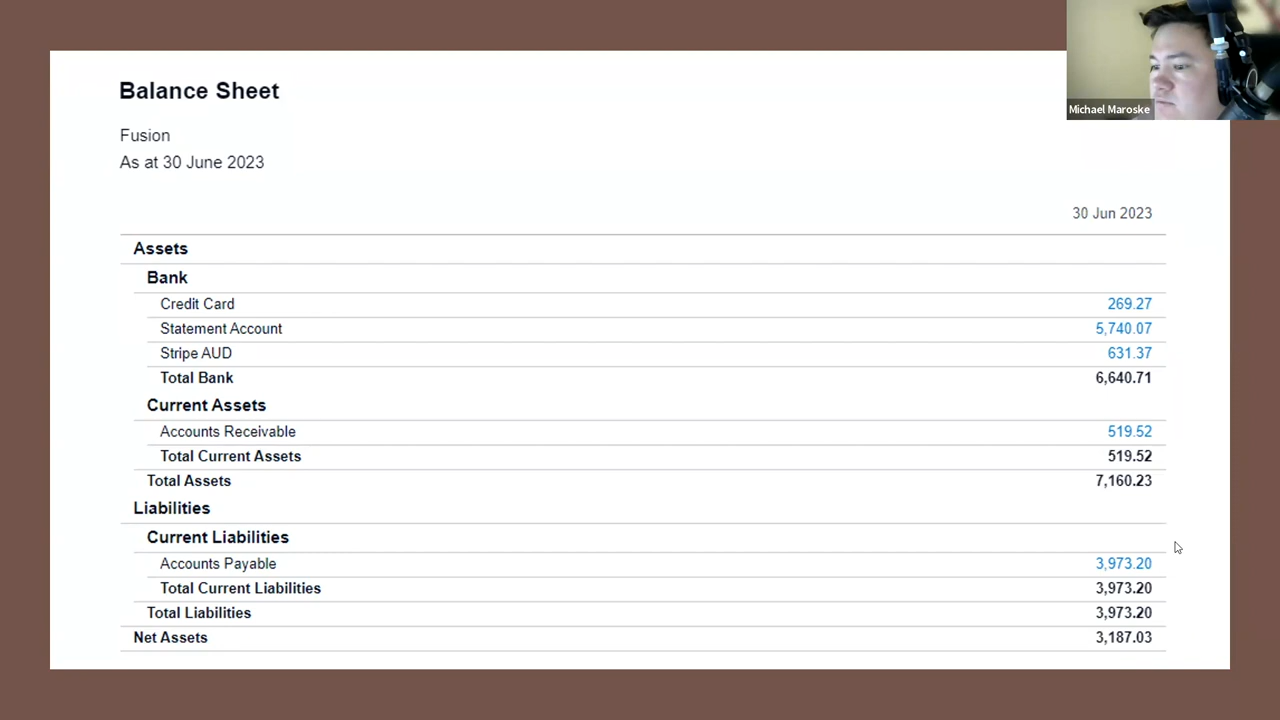 Balance Sheet
Michael Maroske
Fusion
As at 30 June 2023
30 Jun 2023
Assets
Bank
Credit Card 269.27
Statement Account 5,740.07
Stripe AUD 631.37
Total Bank 6,640.71
Current Assets
Accounts Receivable 519.52
Total Current Assets 519.52
Total Assets 7,160.23
Liabilities
Current Liabilities
Accounts Payable 3,973.20
Total Current Liabilities 3,973.20
Total Liabilities 3,973.20
Net Assets 3,187.03